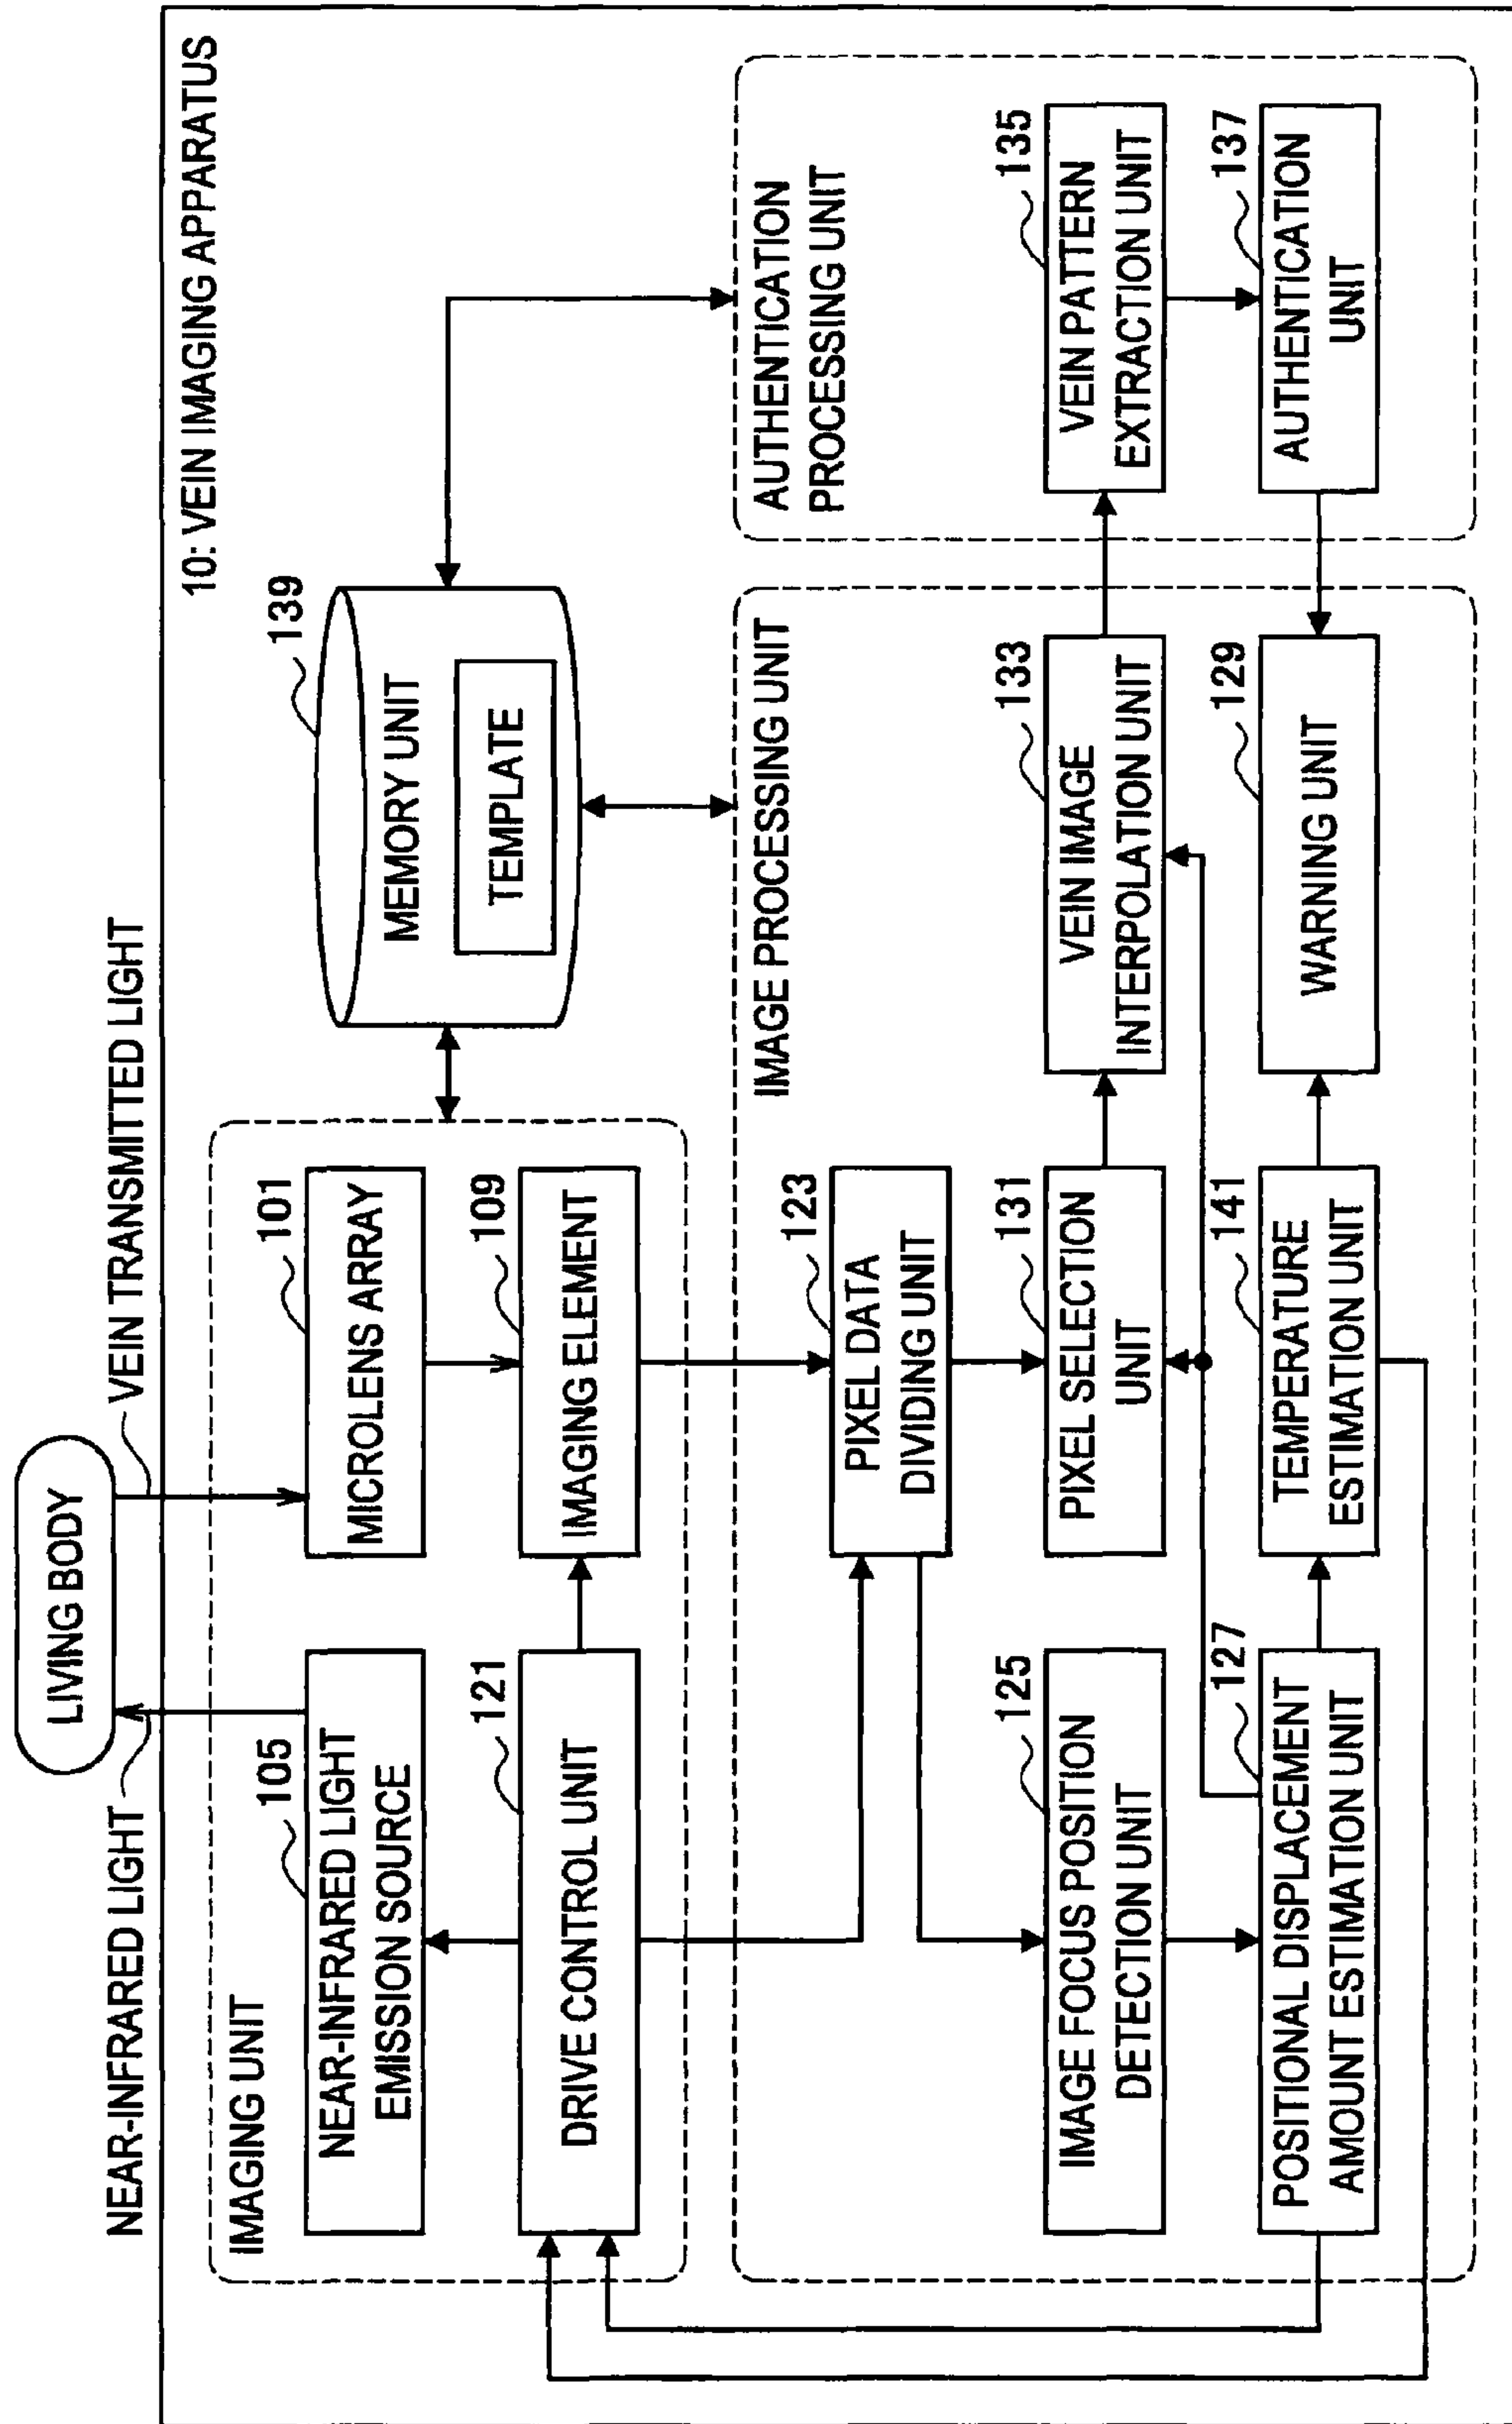 LIVING BODY
NEAR-INFRARED LIGHT
VEIN TRANSMITTED LIGHT
10: VEIN IMAGING APPARATUS
IMAGING UNIT
105
NEAR-INFRARED LIGHT
EMISSION SOURCE
101
MICROLENS ARRAY
121
DRIVE CONTROL UNIT
109
IMAGING ELEMENT
139
MEMORY UNIT
TEMPLATE
IMAGE PROCESSING UNIT
123
PIXEL DATA
DIVIDING UNIT
125
IMAGE FOCUS POSITION
DETECTION UNIT
131
PIXEL SELECTION
UNIT
133
VEIN IMAGE
INTERPOLATION UNIT
127
POSITIONAL DISPLACEMENT
AMOUNT ESTIMATION UNIT
141
TEMPERATURE
ESTIMATION UNIT
129
WARNING UNIT
AUTHENTICATION
PROCESSING UNIT
135
VEIN PATTERN
EXTRACTION UNIT
137
AUTHENTICATION
UNIT